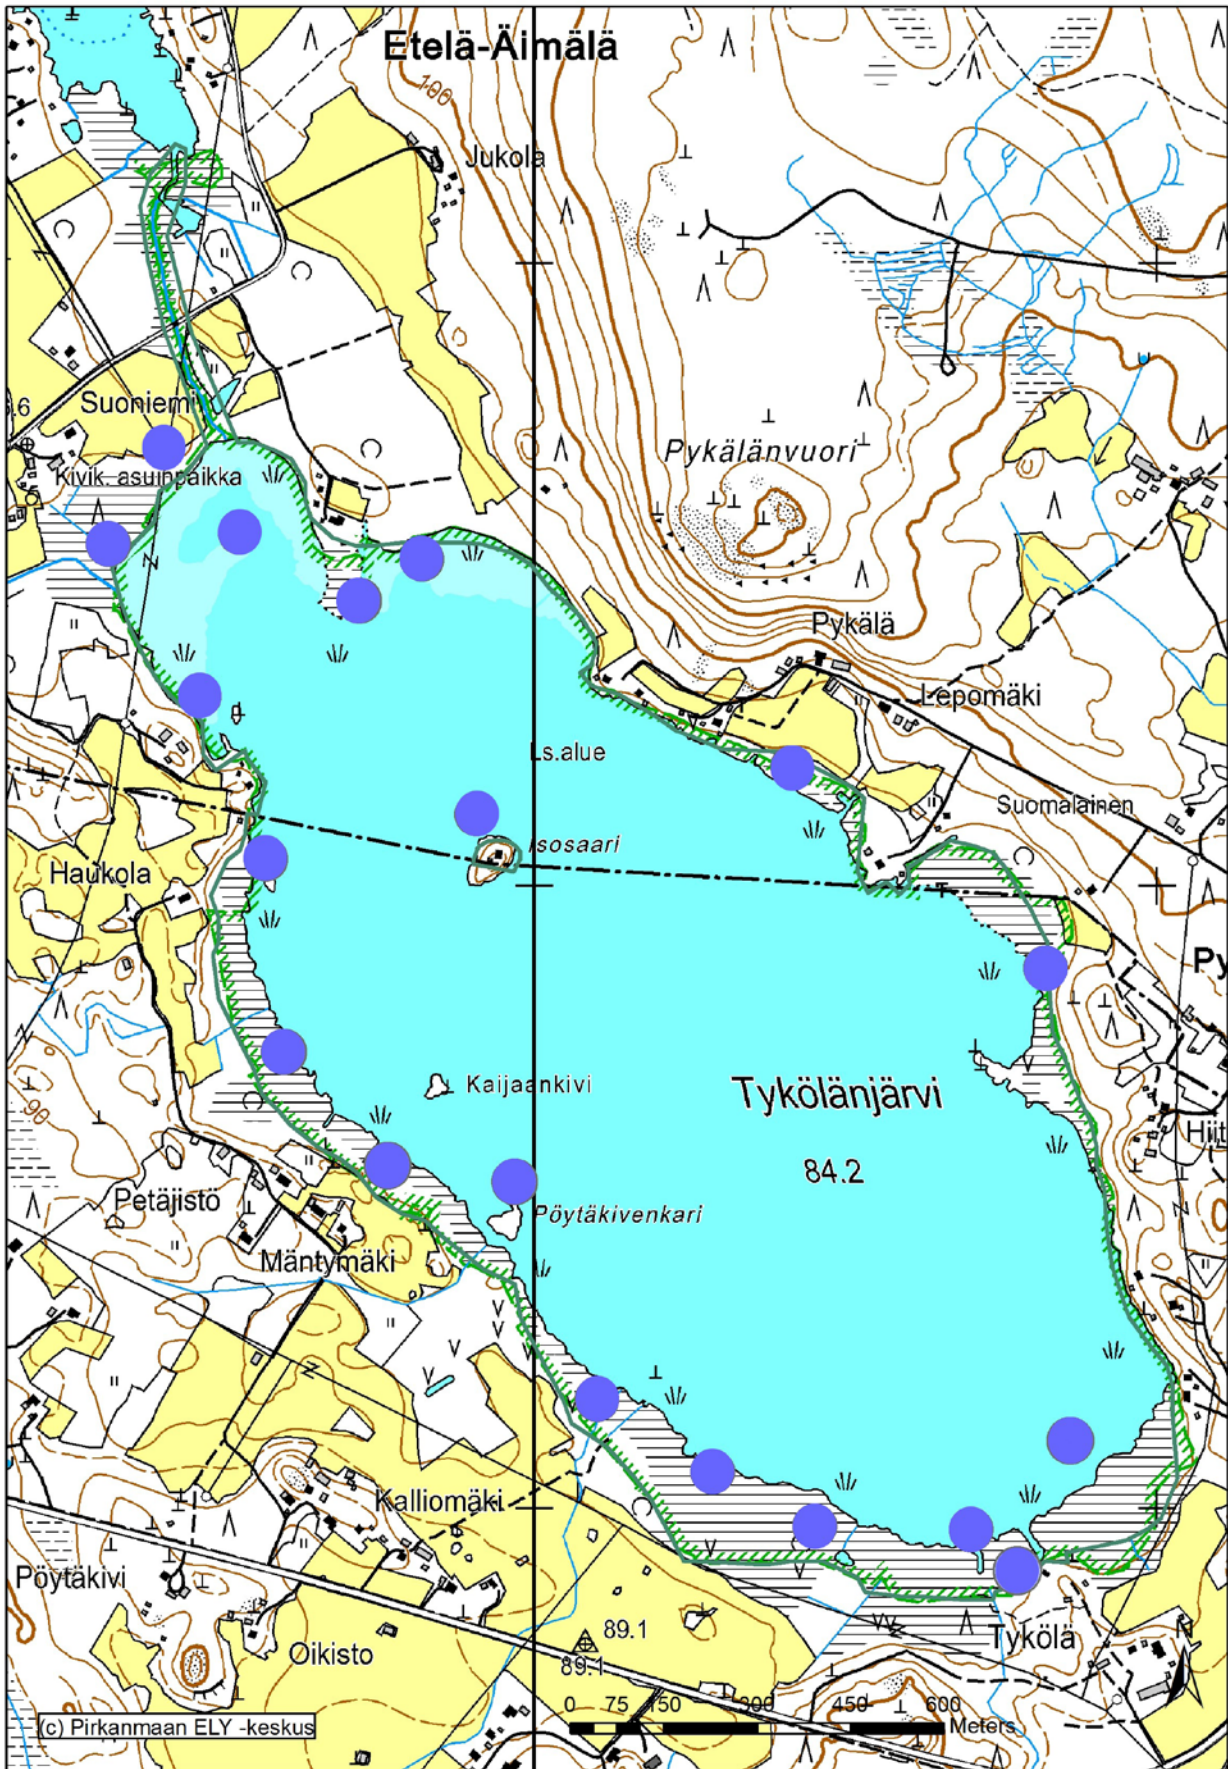 Etelä-Äimälä
100
Jukola
Suoniemi
Kivik. asuinpaikka
Pykälänvuori
Pykälä
Lepomäki
Ls.alue
Suomalainen
Isosaari
Haukola
Py
Kaijaankivi
Tykölänjärvi
90
84.2
Hiit
Petäjistö
Pöytäkivenkari
Mäntymäki
Kalliomäki
Pöytäkivi
89.1
Tykölä
N
Oikisto
89.1
0 75 150 300 450 600
Meters
(c) Pirkanmaan ELY -keskus